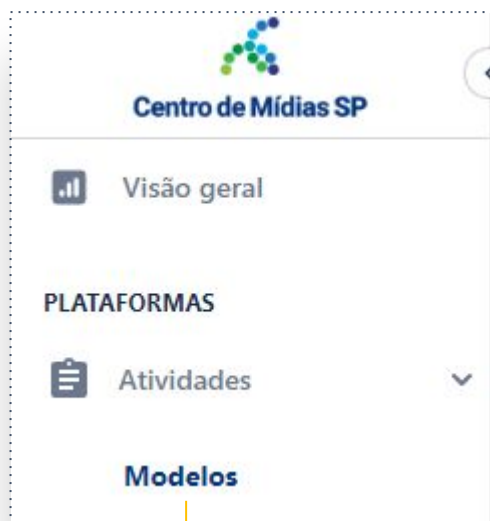 Centro de Mídias SP
Visão geral
PLATAFORMAS
Atividades
Modelos